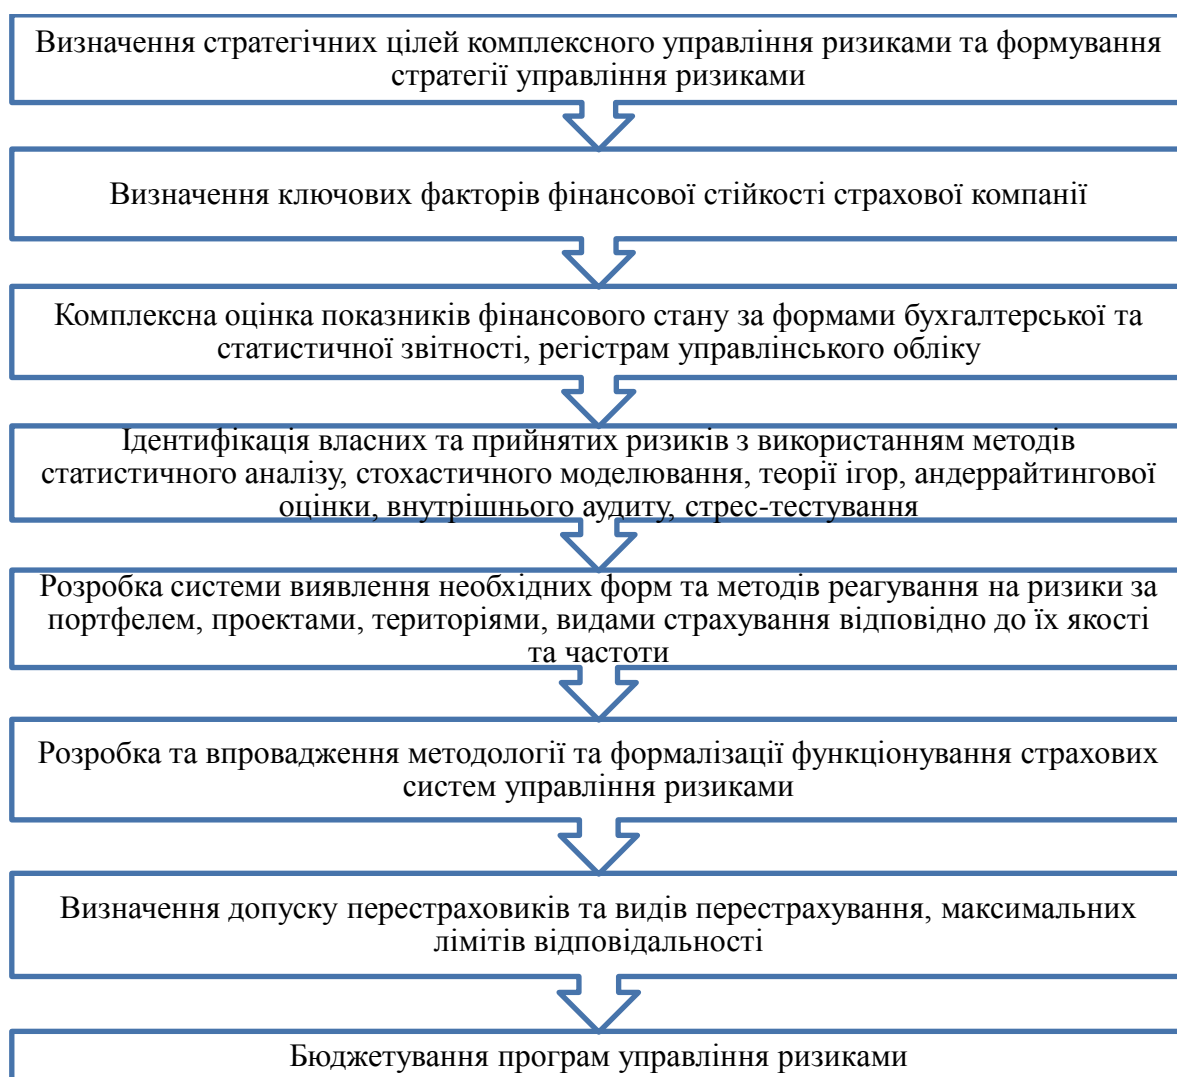 Визначення стратегічних цілей комплексного управління ризиками та формування
стратегії управління ризиками
Визначення ключових факторів фінансової стійкості страхової компанії
Комплексна оцінка показників фінансового стану за формами бухгалтерської та
статистичної звітності, регістрам управлінського обліку
Ідентифікація власних та прийнятих ризиків з використанням методів
статистичного аналізу, стохастичного моделювання, теорії ігор, андеррайтингової
оцінки, внутрішнього аудиту, стрес-тестування
Розробка системи виявлення необхідних форм та методів реагування на ризики за
портфелем, проектами, територіями, видами страхування відповідно до їх якості
та частоти
Розробка та впровадження методології та формалізації функціонування страхових
систем управління ризиками
Визначення допуску перестраховиків та видів перестрахування, максимальних
лімітів відповідальності
Бюджетування програм управління ризиками